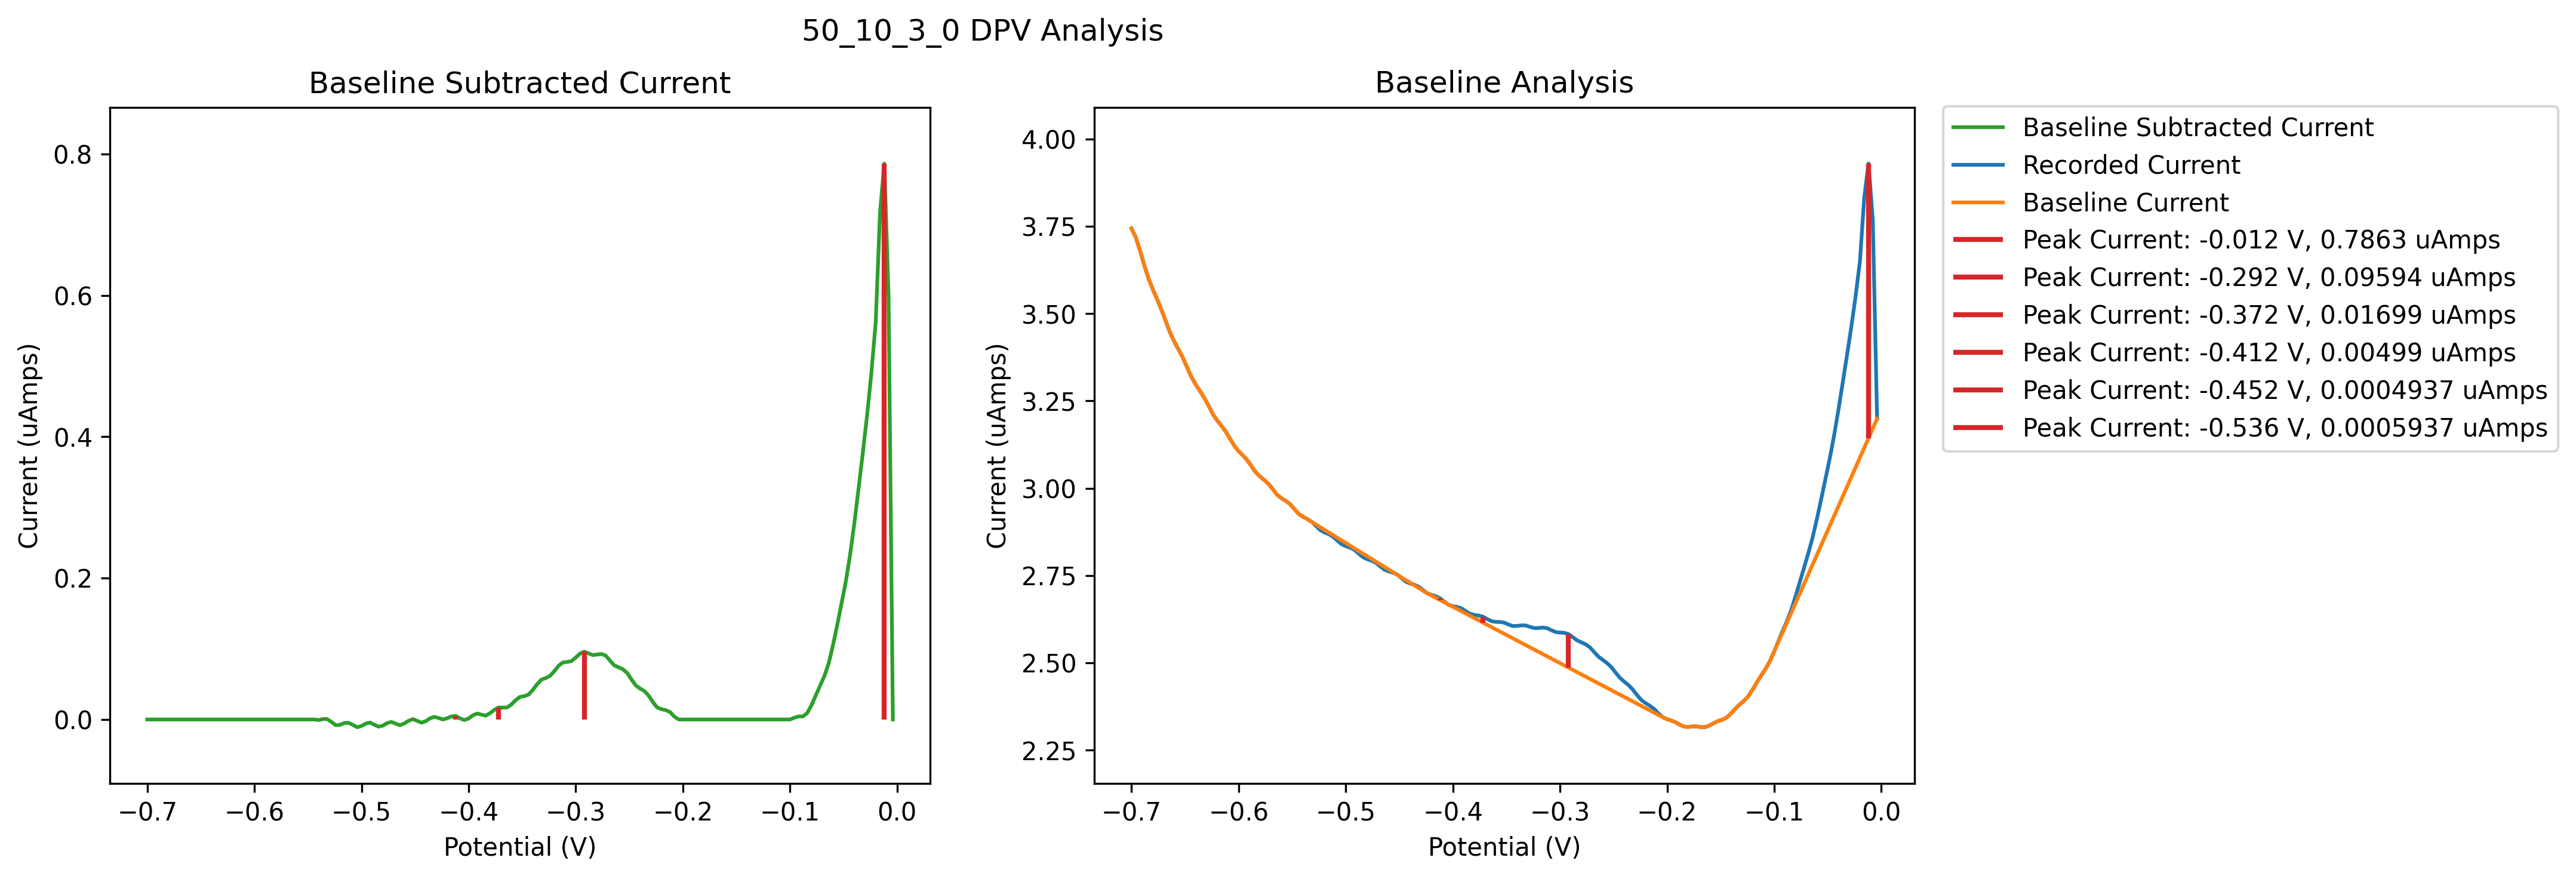 50_10_3_0 DPV Analysis
Baseline Subtracted Current
0.8
0.6
0.4
0.2
0.0
Current (uAmps)
−0.7 −0.6 −0.5 −0.4 −0.3 −0.2 −0.1 0.0
Potential (V)
Baseline Analysis
4.00
3.75
3.50
3.25
3.00
2.75
2.50
2.25
Current (uAmps)
−0.7 −0.6 −0.5 −0.4 −0.3 −0.2 −0.1 0.0
Potential (V)
Baseline Subtracted Current
Recorded Current
Baseline Current
Peak Current: -0.012 V, 0.7863 uAmps
Peak Current: -0.292 V, 0.09594 uAmps
Peak Current: -0.372 V, 0.01699 uAmps
Peak Current: -0.412 V, 0.00499 uAmps
Peak Current: -0.452 V, 0.0004937 uAmps
Peak Current: -0.536 V, 0.0005937 uAmps